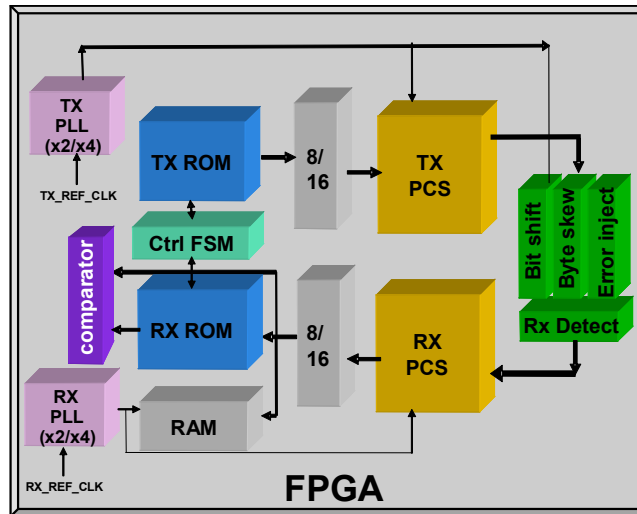 TX
PLL
(x2/x4)
TX_REF_CLK
TX ROM
8/
16
TX
PCS
Bit shift
Byte skew
Error inject
Rx Detect
Ctrl FSM
comparator
RX ROM
8/
16
RX
PCS
RX
PLL
(x2/x4)
RX_REF_CLK
RAM
FPGA